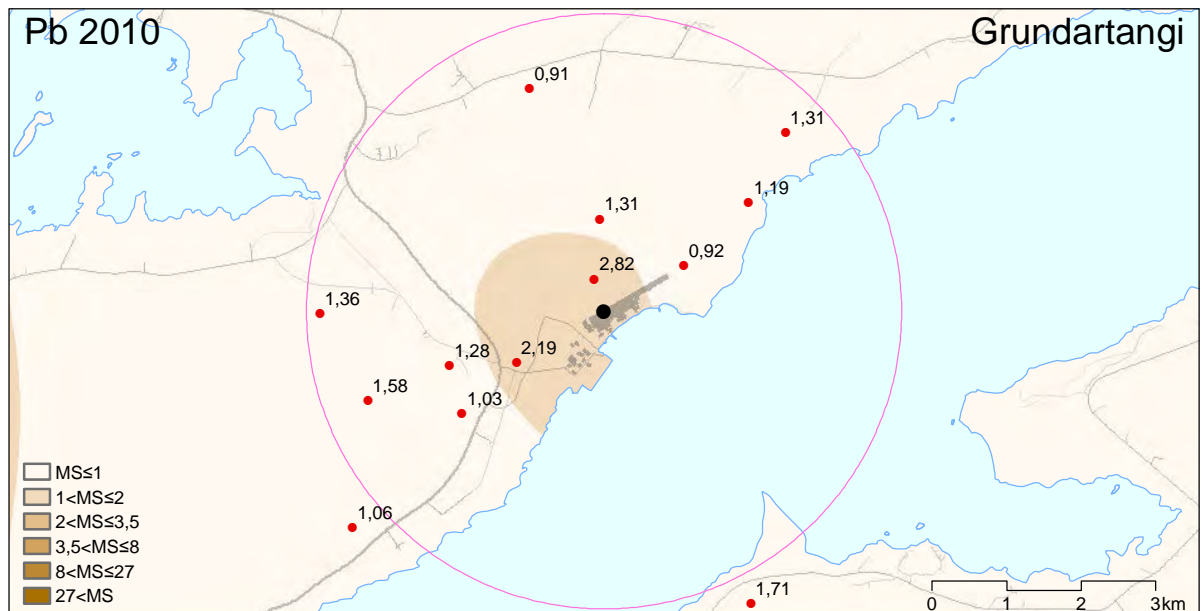 Pb 2010
Grundartangi
0,91
1,31
1,19
1,31
0,92
2,82
1,36
1,28
2,19
1,58
1,03
1,06
1,71
MS≤1
1<MS≤2
2<MS≤3,5
3,5<MS≤8
8<MS≤27
27<MS
0 1 2 3 km